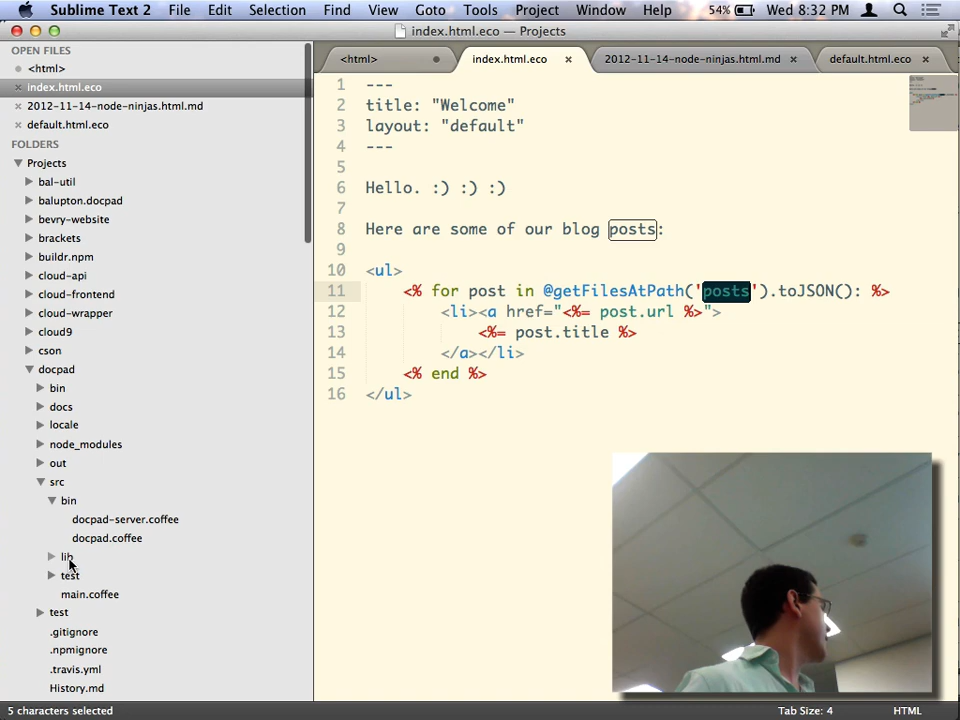 Sublime Text 2 File Edit Selection Find View Goto Tools Project Window Help 54% Wed 8:32 PM
index.html.eco — Projects
OPEN FILES
<html>
index.html.eco
2012-11-14-node-ninjas.html.md
default.html.eco
FOLDERS
Projects
bal-util
balupton.docpad
bevry-website
brackets
buildr.npm
cloud-api
cloud-frontend
cloud-wrapper
cloud9
cson
docpad
bin
docs
locale
node_modules
out
src
bin
docpad-server.coffee
docpad.coffee
lib
test
main.coffee
test
.gitignore
.npmignore
.travis.yml
History.md
<html> index.html.eco 2012-11-14-node-ninjas.html.md default.html.eco
1 ---
2 title: "Welcome"
3 layout: "default"
4 ---
5
6 Hello. :) :) :)
7
8 Here are some of our blog posts:
9
10 <ul>
11 <% for post in @getFilesAtPath('posts').toJSON(): %>
12 <li><a href="<%= post.url %>">
13 <%= post.title %>
14 </a></li>
15 <% end %>
16 </ul>
5 characters selected Tab Size: 4 HTML